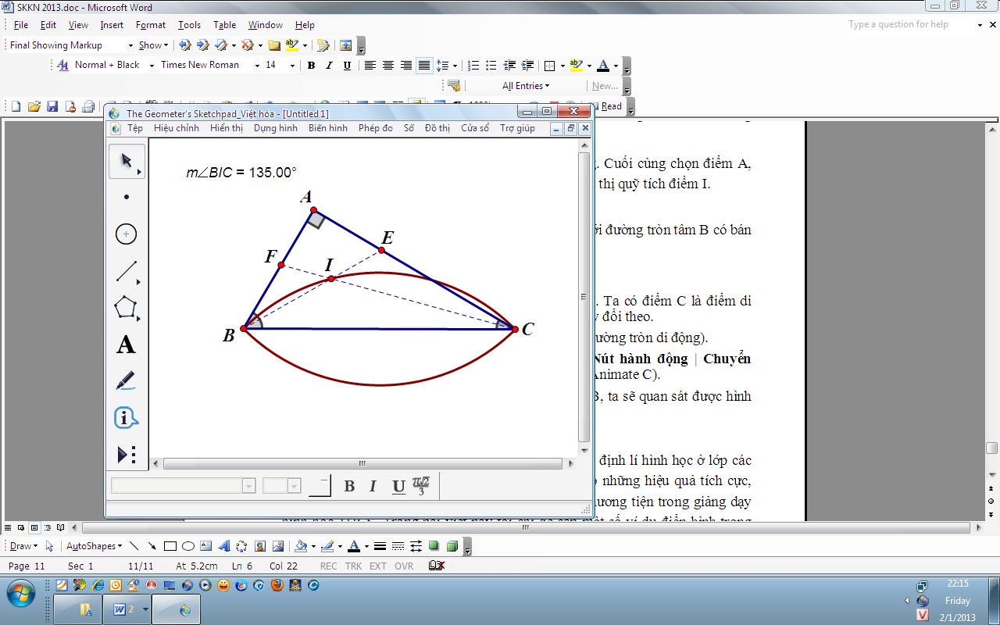 SKKN 2013.doc - Microsoft Word
File Edit View Insert Format Tools Table Window Help
Type a question for help
Final Showing Markup Show
Normal + Black Times New Roman 14 B I U
All Entries New...
Read
The Geometer's Sketchpad_Việt hóa - [Untitled 1]
Tệp Hiệu chỉnh Hiển thị Dựng hình Biến hình Phép đo Số Đồ thị Cửa sổ Trợ giúp
m∠BIC = 135.00°
A
E
F
I
B
C
A
B I U
. Cuối cùng chọn điểm A,
thị quỹ tích điểm I.
ới đường tròn tâm B có bán
. Ta có điểm C là điểm di
đổi theo.
ường tròn di động).
Nút hành động | Chuyển
Animate C).
B, ta sẽ quan sát được hình
định lí hình học ở lớp các
những hiệu quả tích cực,
hương tiện trong giảng dạy
Draw AutoShapes
Page 11 Sec 1 11/11 At 5.2cm Ln 6 Col 22 REC TRK EXT OVR
2
22:15
Friday
2/1/2013